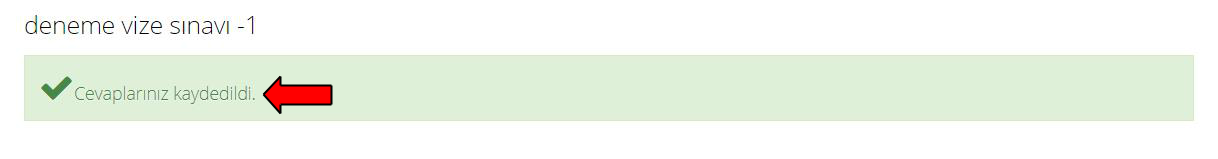 deneme vize sınavı -1
Cevaplarınız kaydedildi.